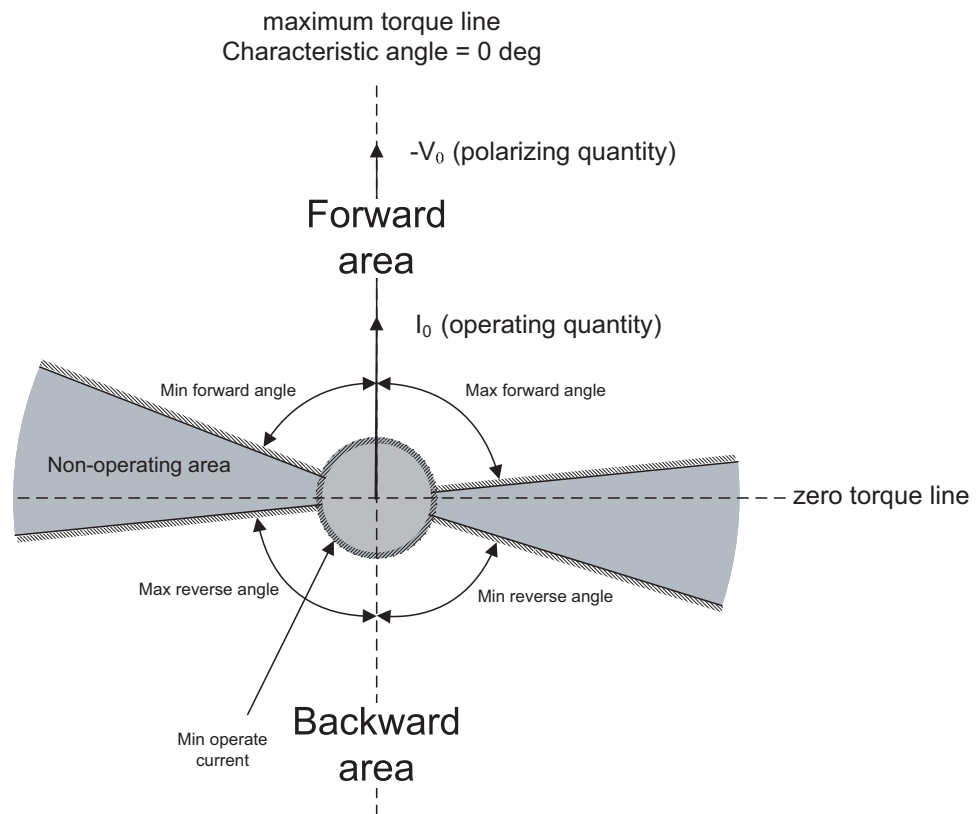 maximum torque line
Characteristic angle = 0 deg
-V₀ (polarizing quantity)
Forward
area
I₀ (operating quantity)
Min forward angle
Max forward angle
Non-operating area
zero torque line
Max reverse angle
Min reverse angle
Backward
area
Min operate
current